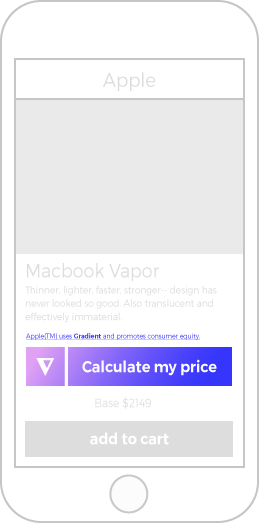 Apple
Macbook Vapor
Thinner, lighter, faster, stronger - design has
never looked so good. Also translucent and
effectively immaterial.
Apple[TM] uses Gradient and promotes consumer equity.
Calculate my price
Base $2149
add to cart